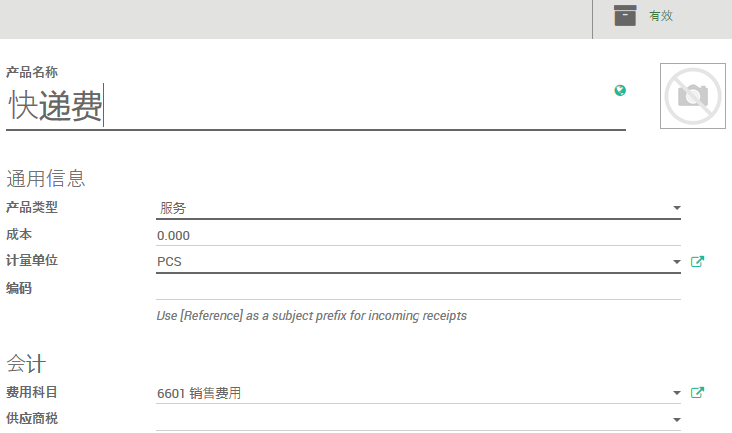 有效
产品名称
快递费
通用信息
产品类型 服务
成本 0.000
计量单位 PCS
编码
Use [Reference] as a subject prefix for incoming receipts
会计
费用科目 6601 销售费用
供应商税